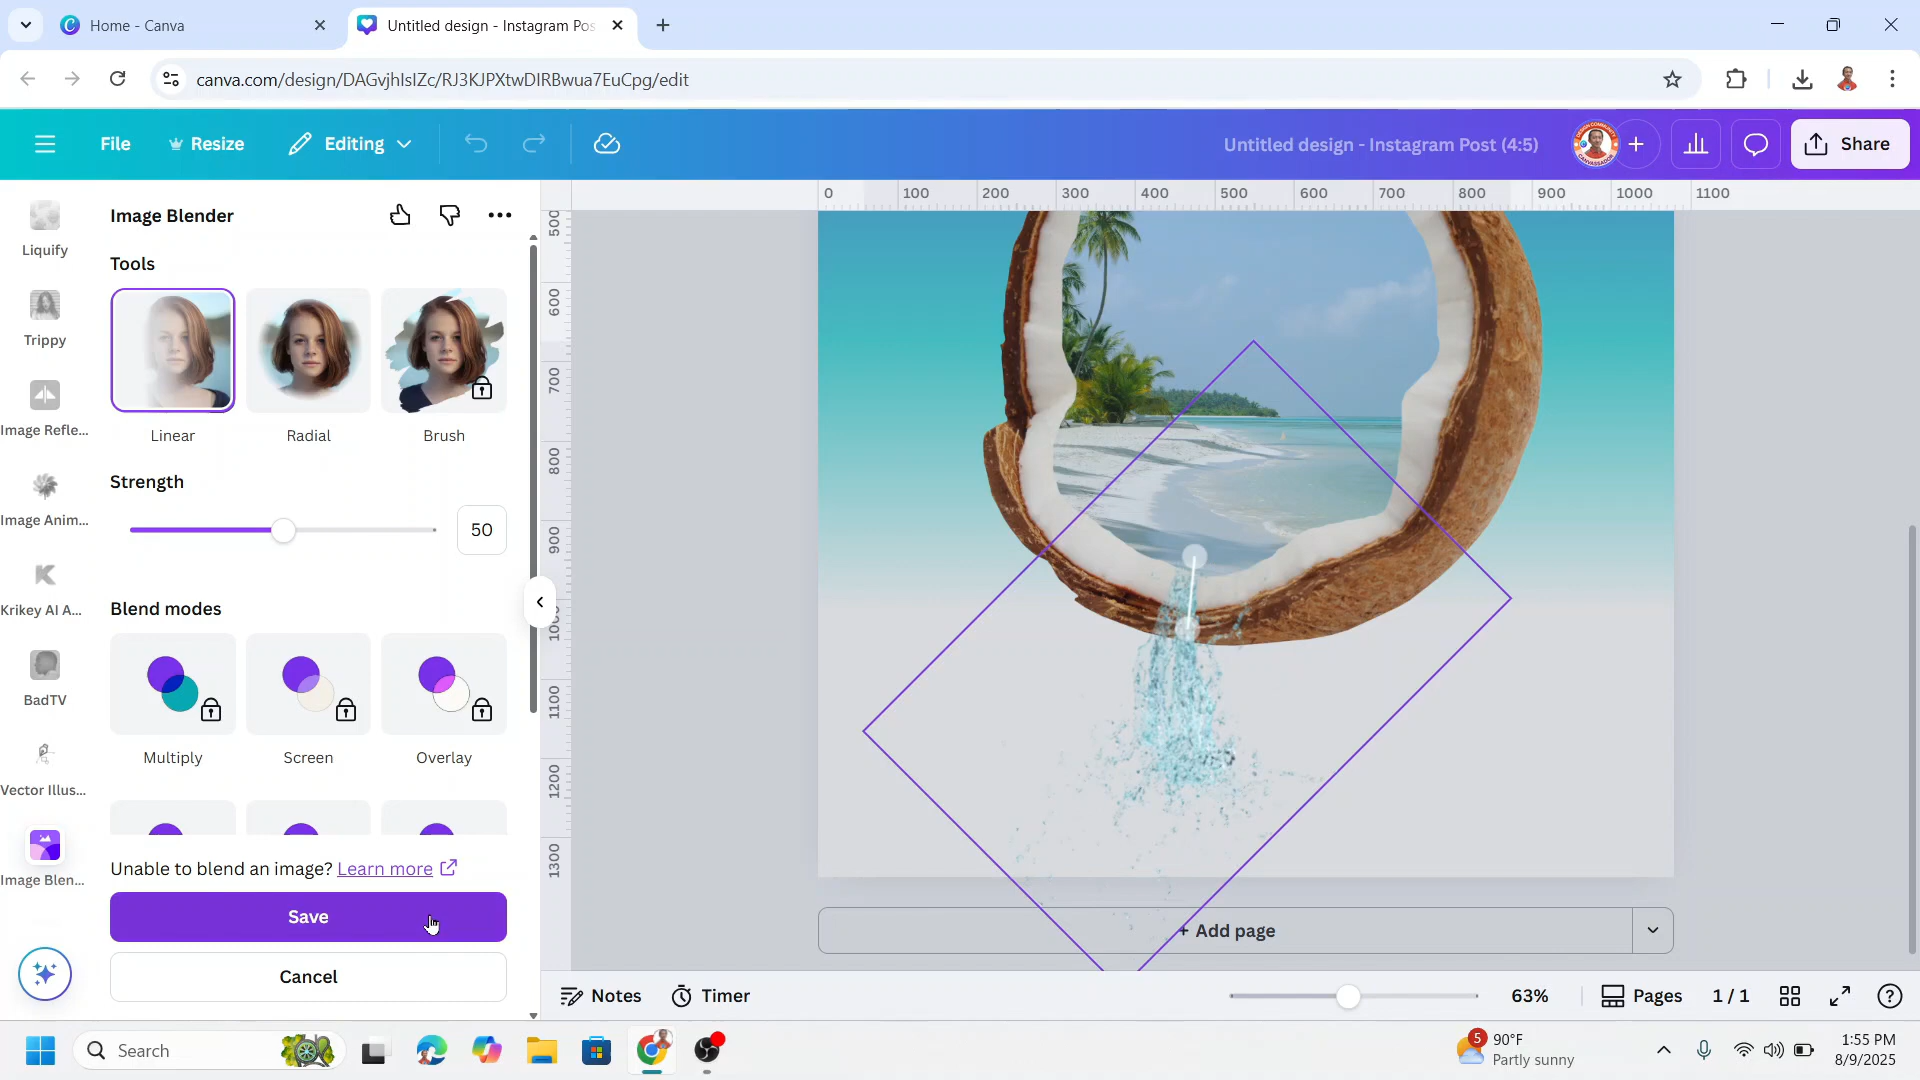 Home - Canva
Untitled design - Instagram Pos
canva.com/design/DAGvjhIsIZc/RJ3KJPXtwDIRBwua7EuCpg/edit
File
Resize
Editing
Untitled design - Instagram Post (4:5)
Share
Liquify
Trippy
Image Refle...
Image Anim...
Krikey AI A...
BadTV
Vector Illus...
Image Blen...
Image Blender
Tools
Linear
Radial
Brush
Strength
50
Blend modes
Multiply
Screen
Overlay
Unable to blend an image? Learn more
Save
Cancel
0 100 200 300 400 500 600 700 800 900 1000 1100
500
600
700
800
900
1000
1100
1200
1300
+ Add page
Notes
Timer
63%
Pages
1 / 1
Search
5
90°F
Partly sunny
1:55 PM
8/9/2025